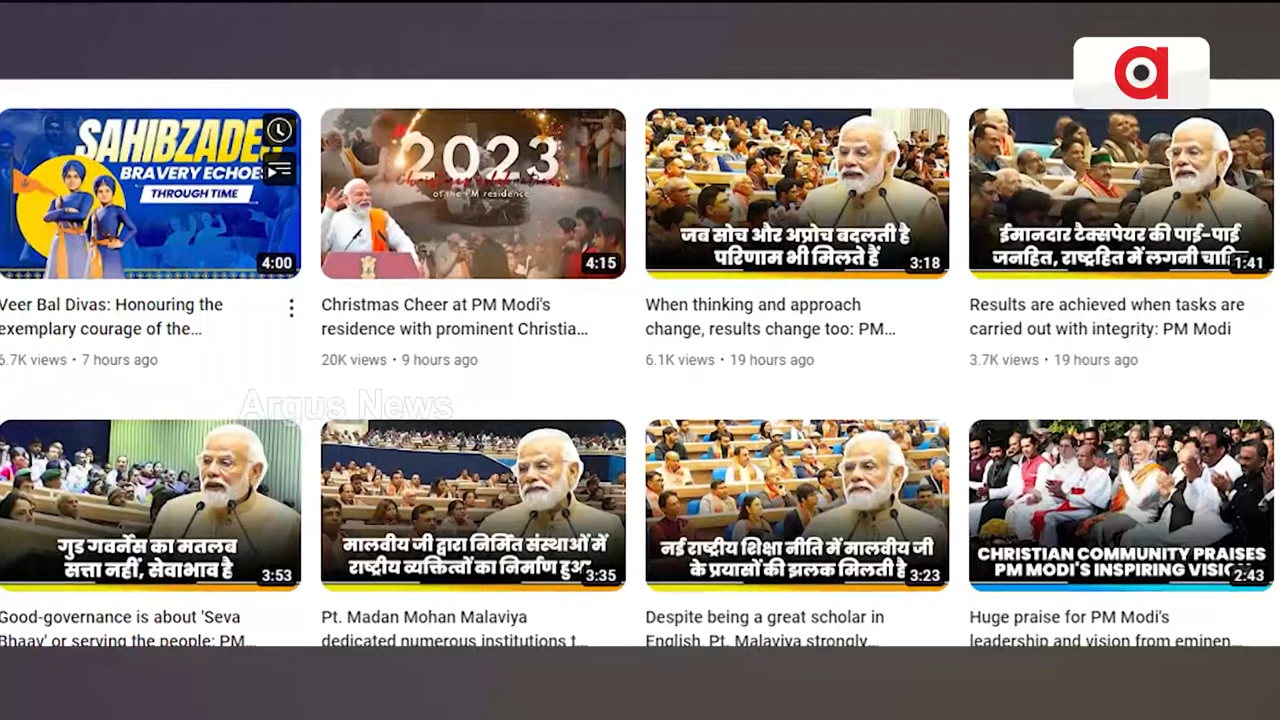 SAHIBZADE
BRAVERY ECHOES
THROUGH TIME
4:00
2023
of the PM residence
4:15
जब सोच और अप्रोच बदलती है
परिणाम भी मिलते हैं
3:18
ईमानदार टैक्सपेयर की पाई-पाई
जनहित, राष्ट्रहित में लगनी
1:41
Veer Bal Divas: Honouring the
exemplary courage of the...
6.7K views • 7 hours ago
Christmas Cheer at PM Modi's
residence with prominent Christia...
20K views • 9 hours ago
When thinking and approach
change, results change too: PM...
6.1K views • 19 hours ago
Results are achieved when tasks are
carried out with integrity: PM Modi
3.7K views • 19 hours ago
Argus News
गुड गवर्नेंस का मतलब
सत्ता नहीं, सेवाभाव है
3:53
मालवीय जी द्वारा निर्मित संस्थाओं में
राष्ट्रीय व्यक्तित्वों का निर्माण हुआ
3:35
नई राष्ट्रीय शिक्षा नीति में मालवीय जी
के प्रयासों की झलक मिलती है
3:23
CHRISTIAN COMMUNITY PRAISES
PM MODI'S INSPIRING VISION
2:43
Good-governance is about 'Seva
Bhaav' or serving the people: PM...
Pt. Madan Mohan Malaviya
dedicated numerous institutions t...
Despite being a great scholar in
English, Pt. Malaviya strongly...
Huge praise for PM Modi's
leadership and vision from eminen...